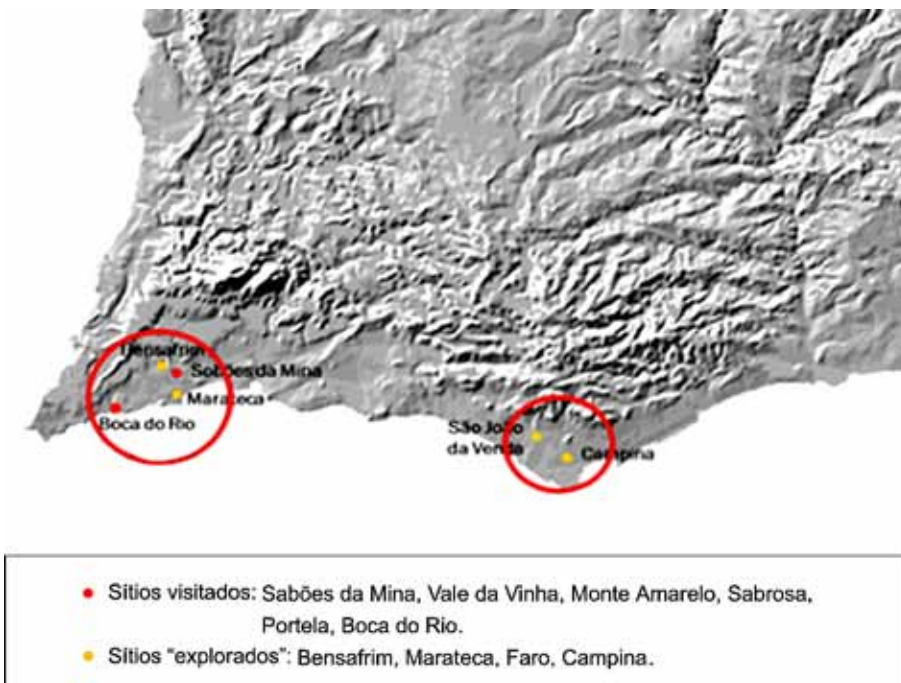 Bensafrim
Sabões da Mina
Marateca
Boca do Rio
São João
da Venda
Campina
Sítios visitados: Sabões da Mina, Vale da Vinha, Monte Amarelo, Sabrosa,
Portela, Boca do Rio.
Sítios “explorados”: Bensafrim, Marateca, Faro, Campina.